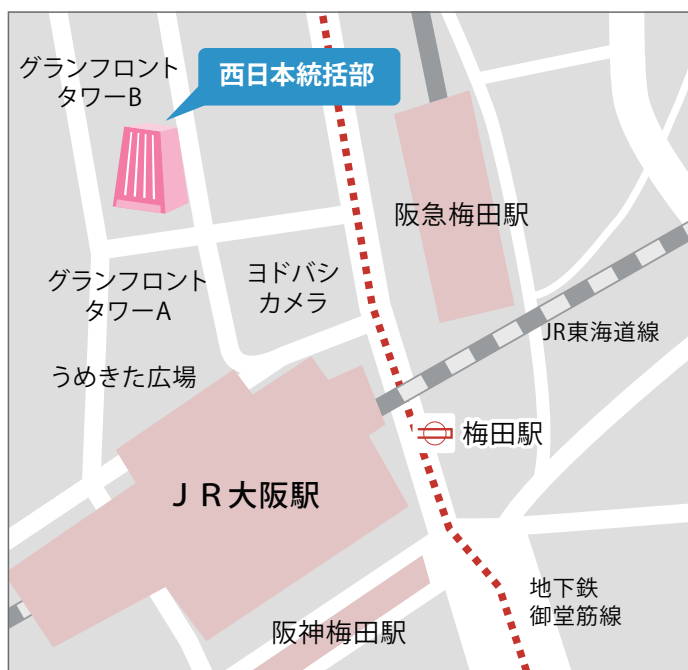 グランフロント
タワーB
西日本統括部
阪急梅田駅
グランフロント
タワーA
ヨドバシ
カメラ
JR東海道線
うめきた広場
梅田駅
ＪＲ大阪駅
地下鉄
御堂筋線
阪神梅田駅